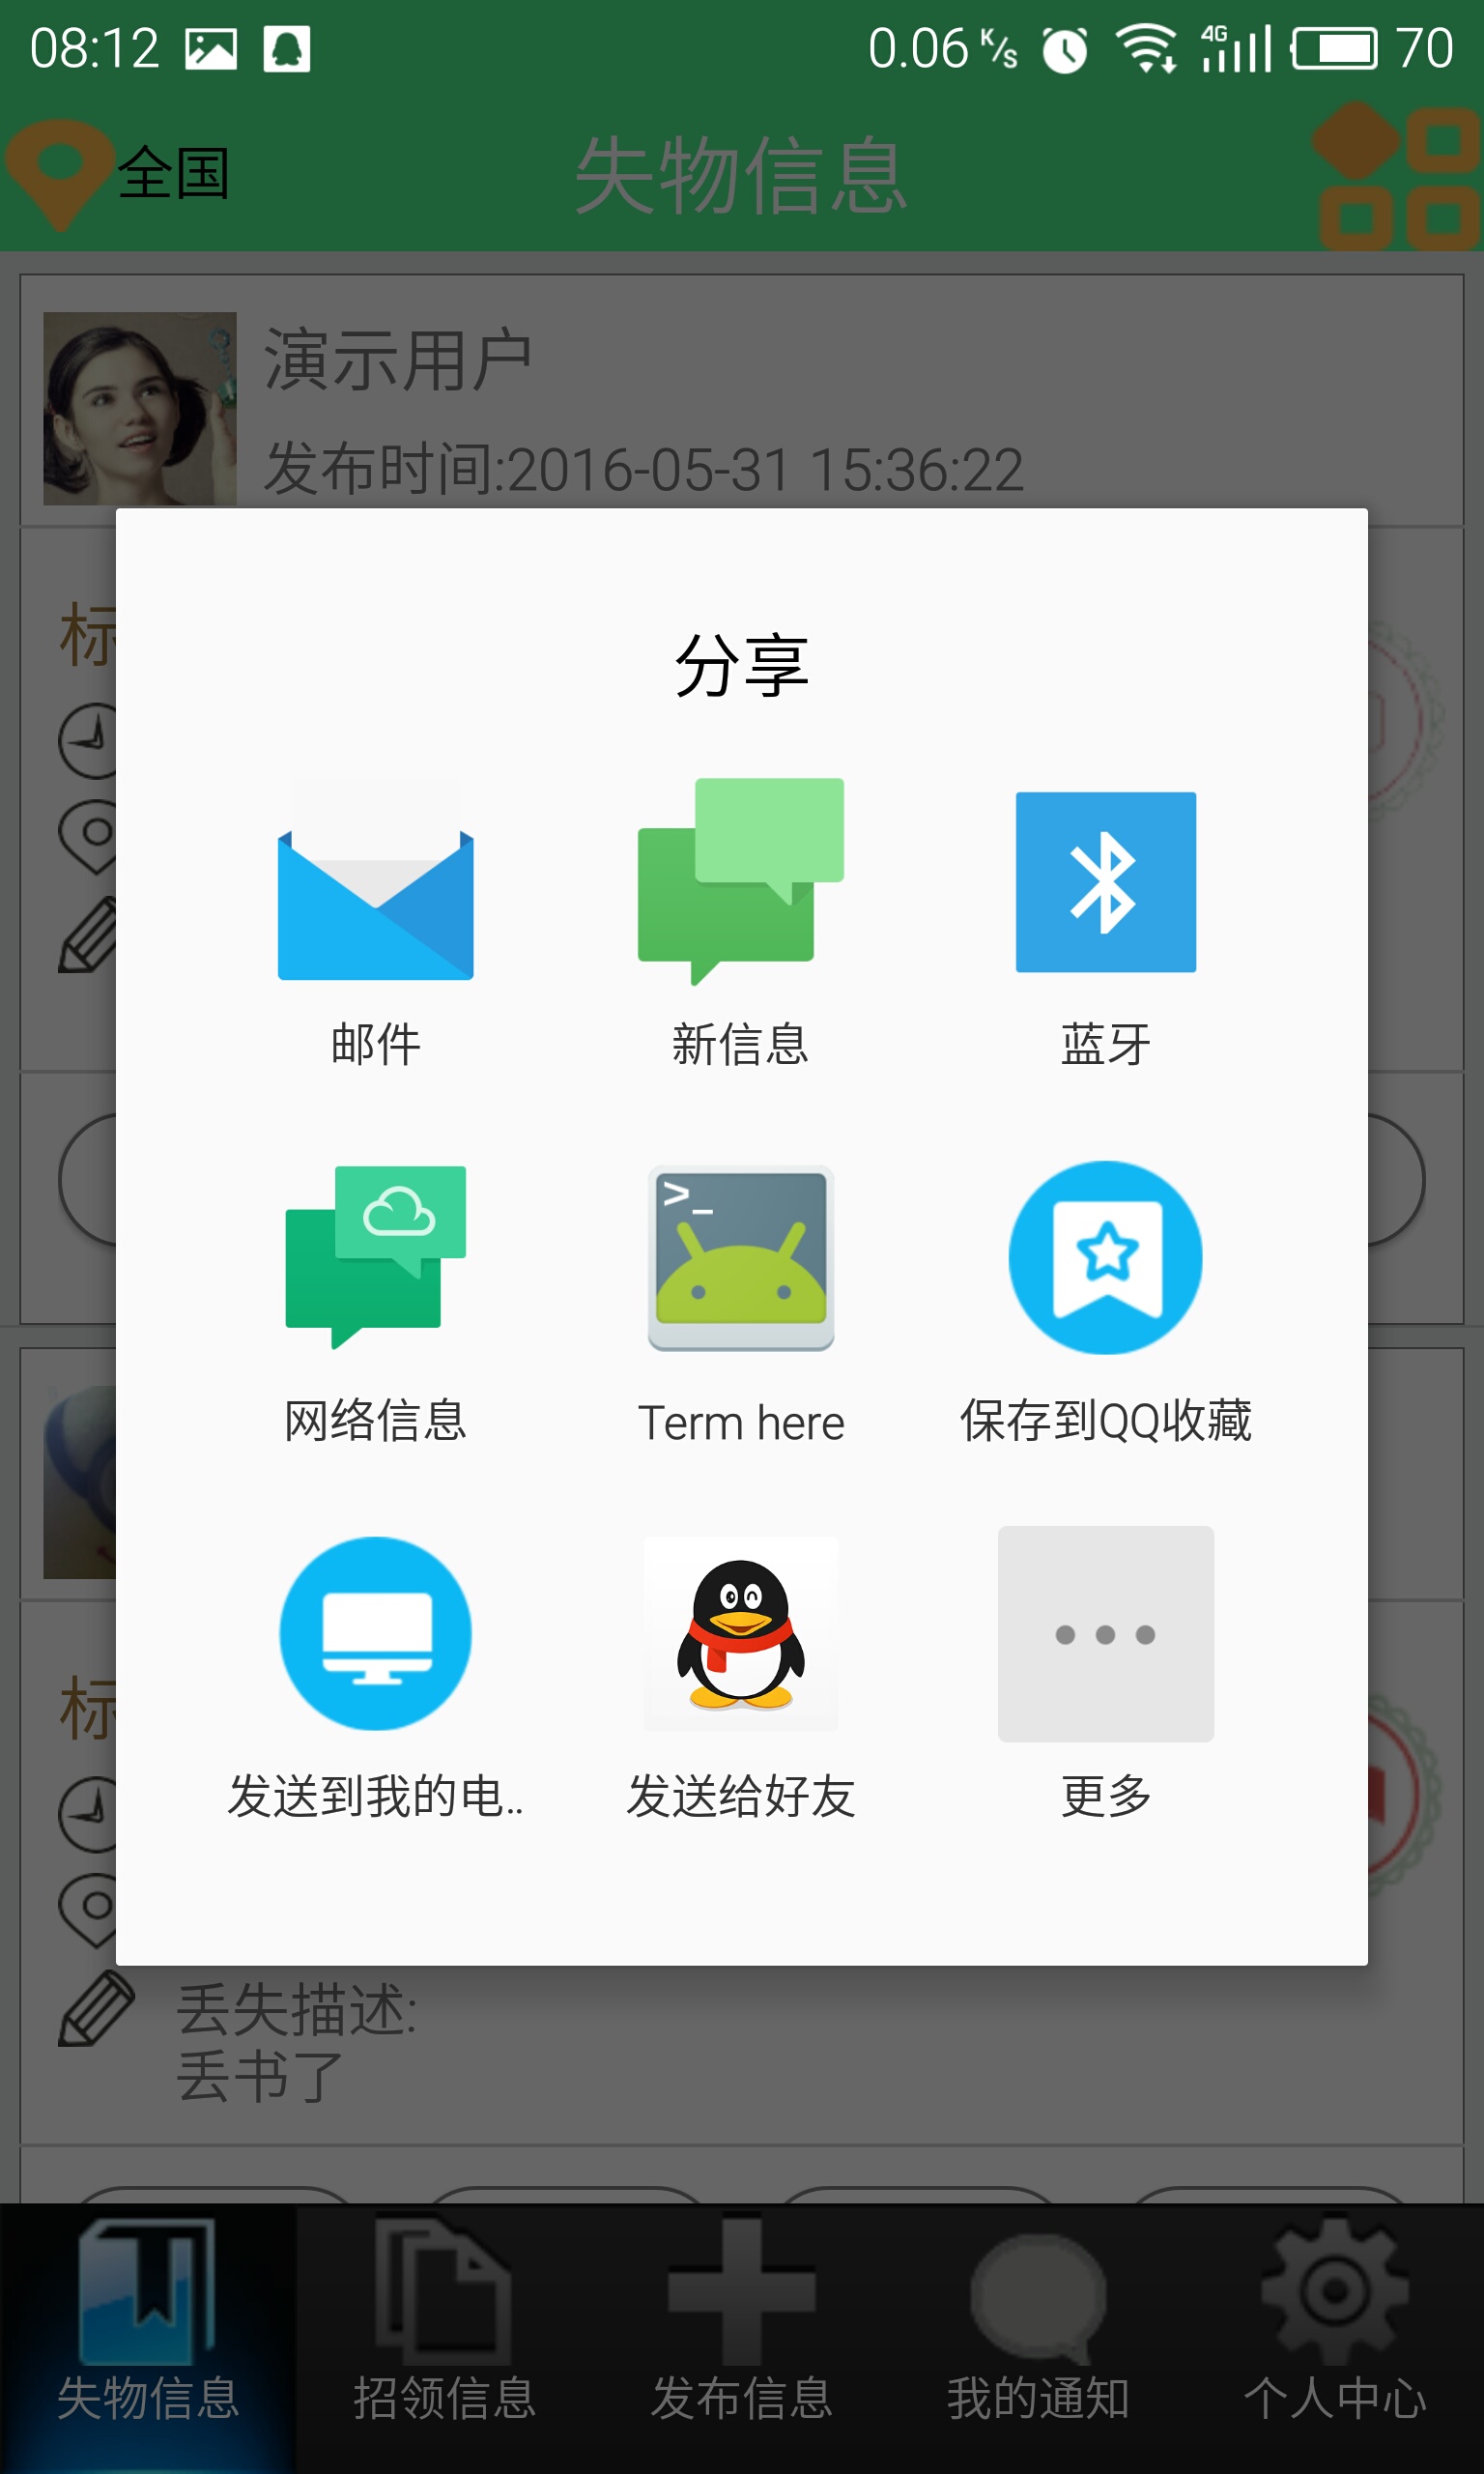 08:12
0.06 K/s
4G
70
全国
失物信息
演示用户
发布时间:2016-05-31 15:36:22
标
分享
邮件
新信息
蓝牙
>_
网络信息
Term here
保存到QQ收藏
发送到我的电..
发送给好友
更多
标
丢失描述:
丢书了
失物信息
招领信息
发布信息
我的通知
个人中心